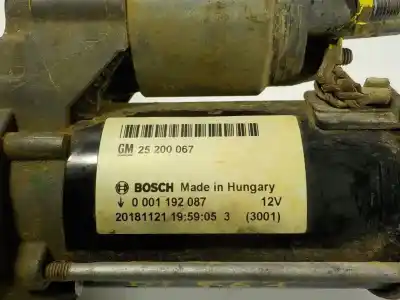 GM 25 200 067
BOSCH Made in Hungary
0 001 192 087 12V
20181121 19:59:05 3 (3001)